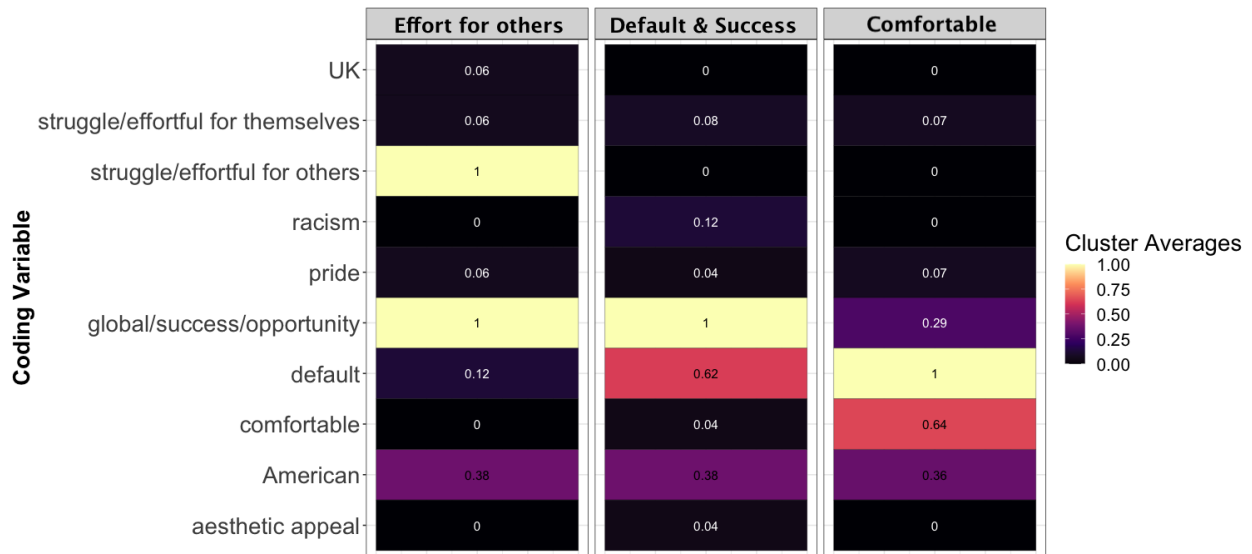 Effort for others Default & Success Comfortable
UK 0.06 0 0
struggle/effortful for themselves 0.06 0.08 0.07
struggle/effortful for others 1 0 0
racism 0 0.12 0
pride 0.06 0.04 0.07
global/success/opportunity 1 1 0.29
default 0.12 0.62 1
comfortable 0 0.04 0.64
American 0.38 0.38 0.36
aesthetic appeal 0 0.04 0
Coding Variable
Cluster Averages
1.00
0.75
0.50
0.25
0.00